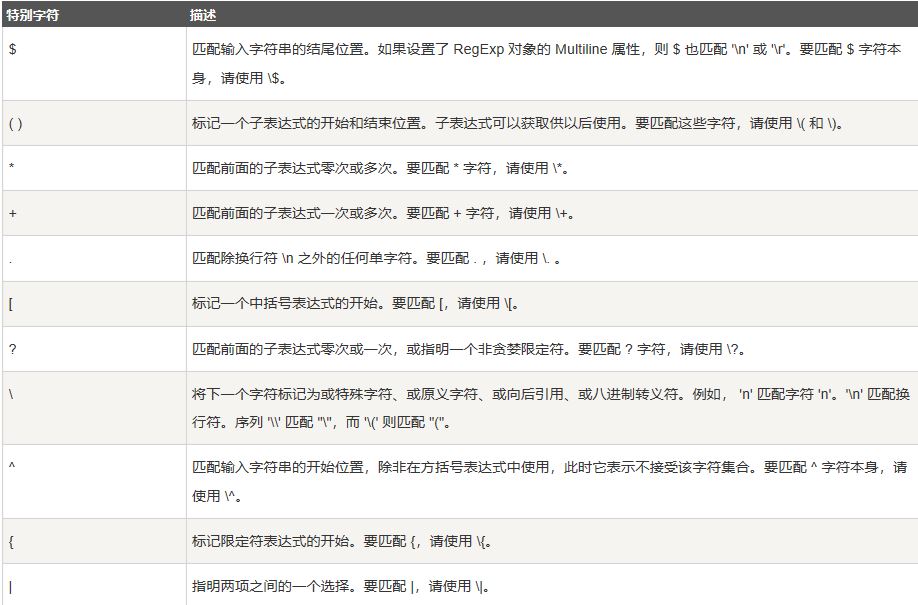 特别字符 描述
$ 匹配输入字符串的结尾位置。如果设置了 RegExp 对象的 Multiline 属性，则 $ 也匹配 '\n' 或 '\r'。要匹配 $ 字符本
身，请使用 \$。
( ) 标记一个子表达式的开始和结束位置。子表达式可以获取供以后使用。要匹配这些字符，请使用 \( 和 \)。
* 匹配前面的子表达式零次或多次。要匹配 * 字符，请使用 \*。
+ 匹配前面的子表达式一次或多次。要匹配 + 字符，请使用 \+。
. 匹配除换行符 \n 之外的任何单字符。要匹配 . ，请使用 \. 。
[ 标记一个中括号表达式的开始。要匹配 [，请使用 \[。
? 匹配前面的子表达式零次或一次，或指明一个非贪婪限定符。要匹配 ? 字符，请使用 \?。
\ 将下一个字符标记为或特殊字符、或原义字符、或向后引用、或八进制转义符。例如， 'n' 匹配字符 'n'。'\n' 匹配换
行符。序列 '\\' 匹配 "\"，而 '\(' 则匹配 "("。
^ 匹配输入字符串的开始位置，除非在方括号表达式中使用，此时它表示不接受该字符集合。要匹配 ^ 字符本身，请
使用 \^。
{ 标记限定符表达式的开始。要匹配 {，请使用 \{。
| 指明两项之间的一个选择。要匹配 |，请使用 \|。